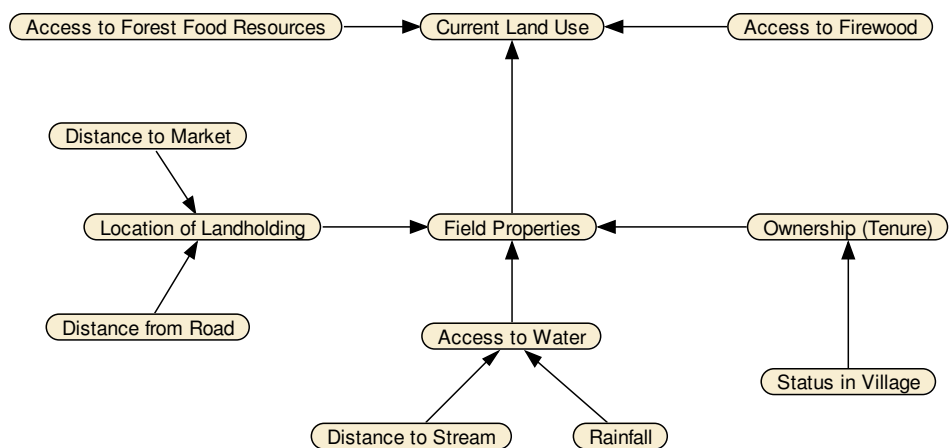 Access to Forest Food Resources
Current Land Use
Access to Firewood
Distance to Market
Location of Landholding
Field Properties
Ownership (Tenure)
Distance from Road
Access to Water
Status in Village
Distance to Stream
Rainfall